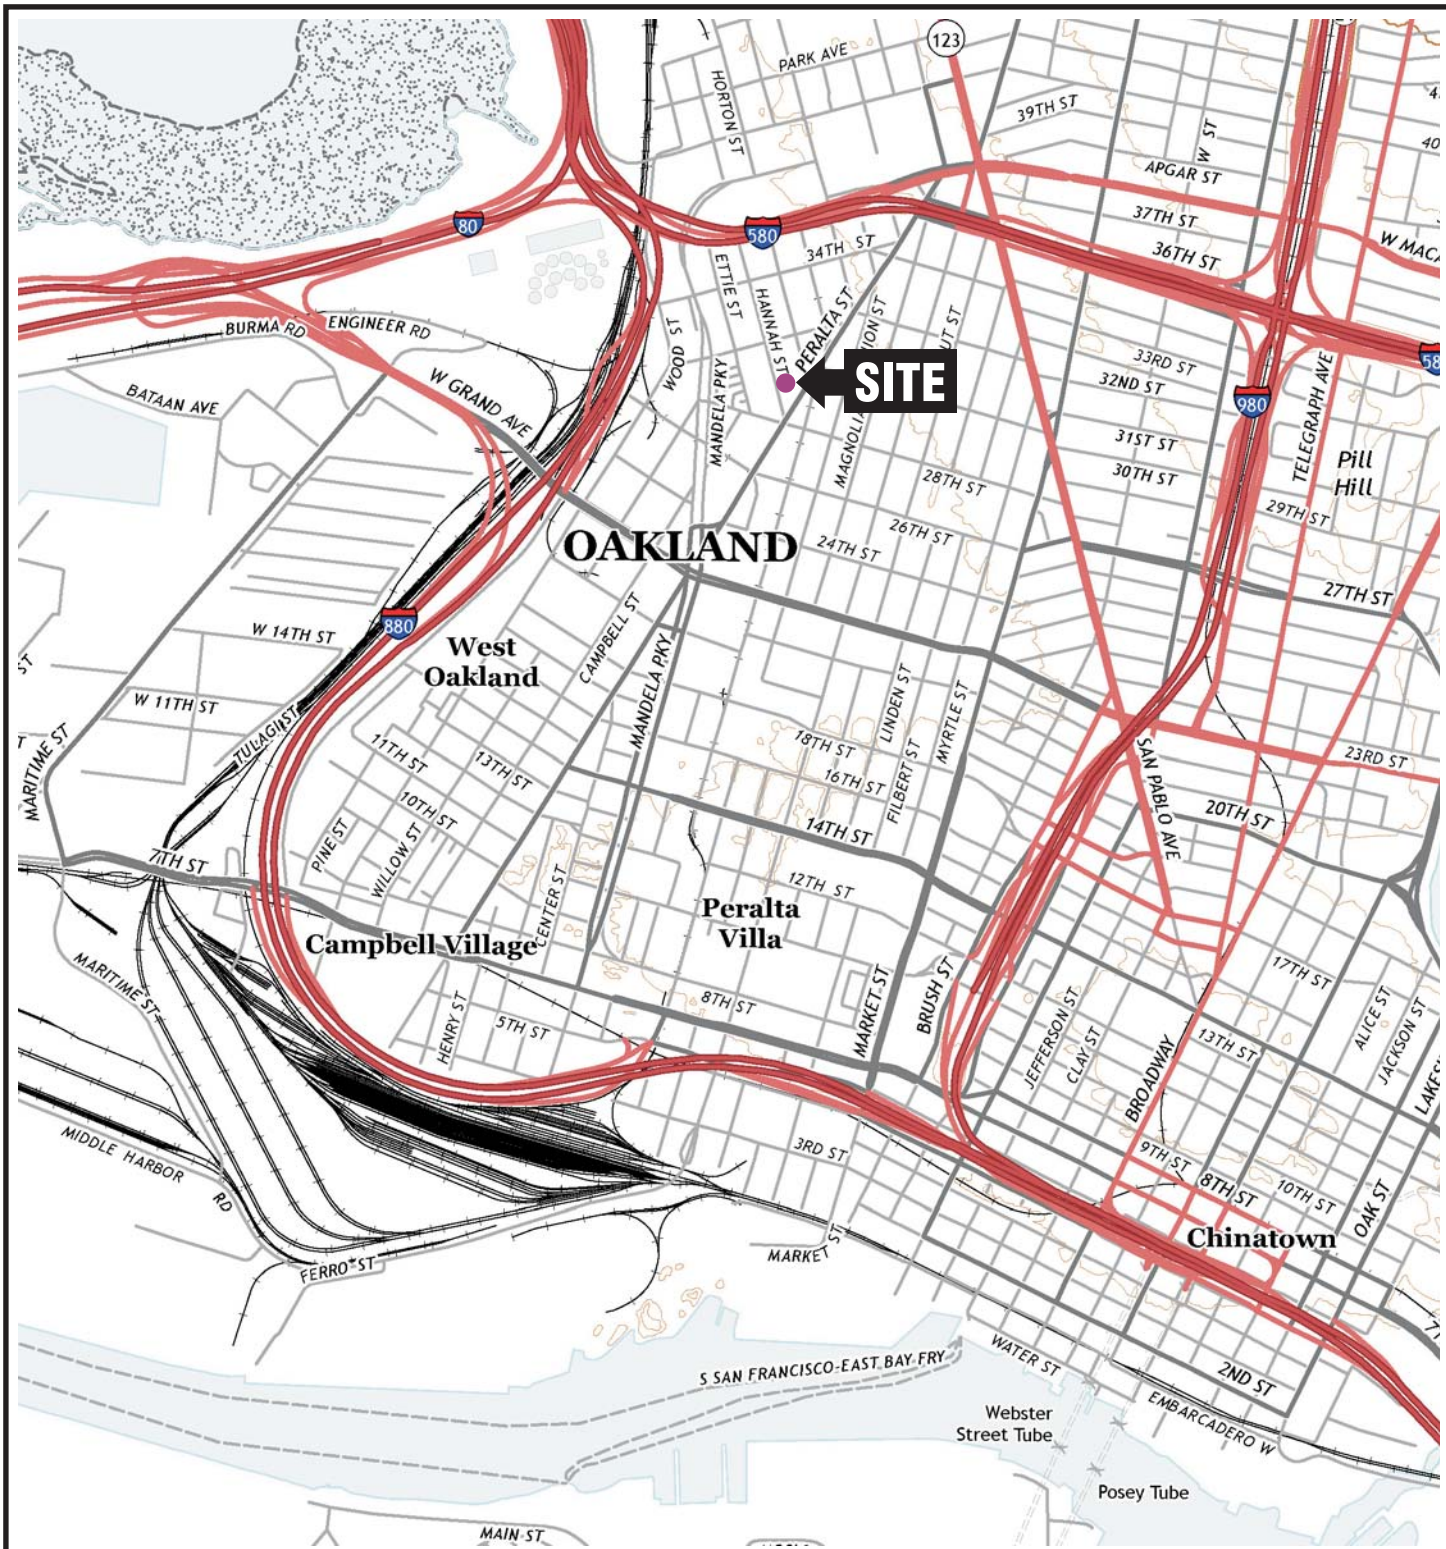 123
PARK AVE
HORTON ST
39TH ST
W ST
APGAR ST
37TH ST
36TH ST
80
580
34TH ST
ETTIE ST
HANNAH ST
PERALTA ST
WOOD ST
MANDELA PKY
SITE
BURMA RD
ENGINEER RD
BATAAN AVE
W GRAND AVE
33RD ST
32ND ST
31ST ST
30TH ST
980
TELEGRAPH AVE
Pill
Hill
29TH ST
28TH ST
26TH ST
24TH ST
27TH ST
OAKLAND
880
W 14TH ST
W 11TH ST
TULAGI ST
MARITIME ST
West
Oakland
CAMPBELL ST
MANDELA PKY
LINDEN ST
MYRTLE ST
FILBERT ST
18TH ST
16TH ST
14TH ST
12TH ST
SAN PABLO AVE
23RD ST
20TH ST
11TH ST
13TH ST
10TH ST
PINE ST
WILLOW ST
7TH ST
CENTER ST
Campbell Village
Peralta
Villa
MARITIME ST
HENRY ST
5TH ST
8TH ST
MARKET ST
BRUSH ST
JEFFERSON ST
CLAY ST
BROADWAY
17TH ST
13TH ST
ALICE ST
JACKSON ST
MIDDLE HARBOR RD
FERRO ST
3RD ST
MARKET ST
9TH ST
8TH ST
10TH ST
OAK ST
Chinatown
S SAN FRANCISCO-EAST BAY FRY
WATER ST
2ND ST
EMBARCADERO W
Webster
Street Tube
Posey Tube
MAIN ST